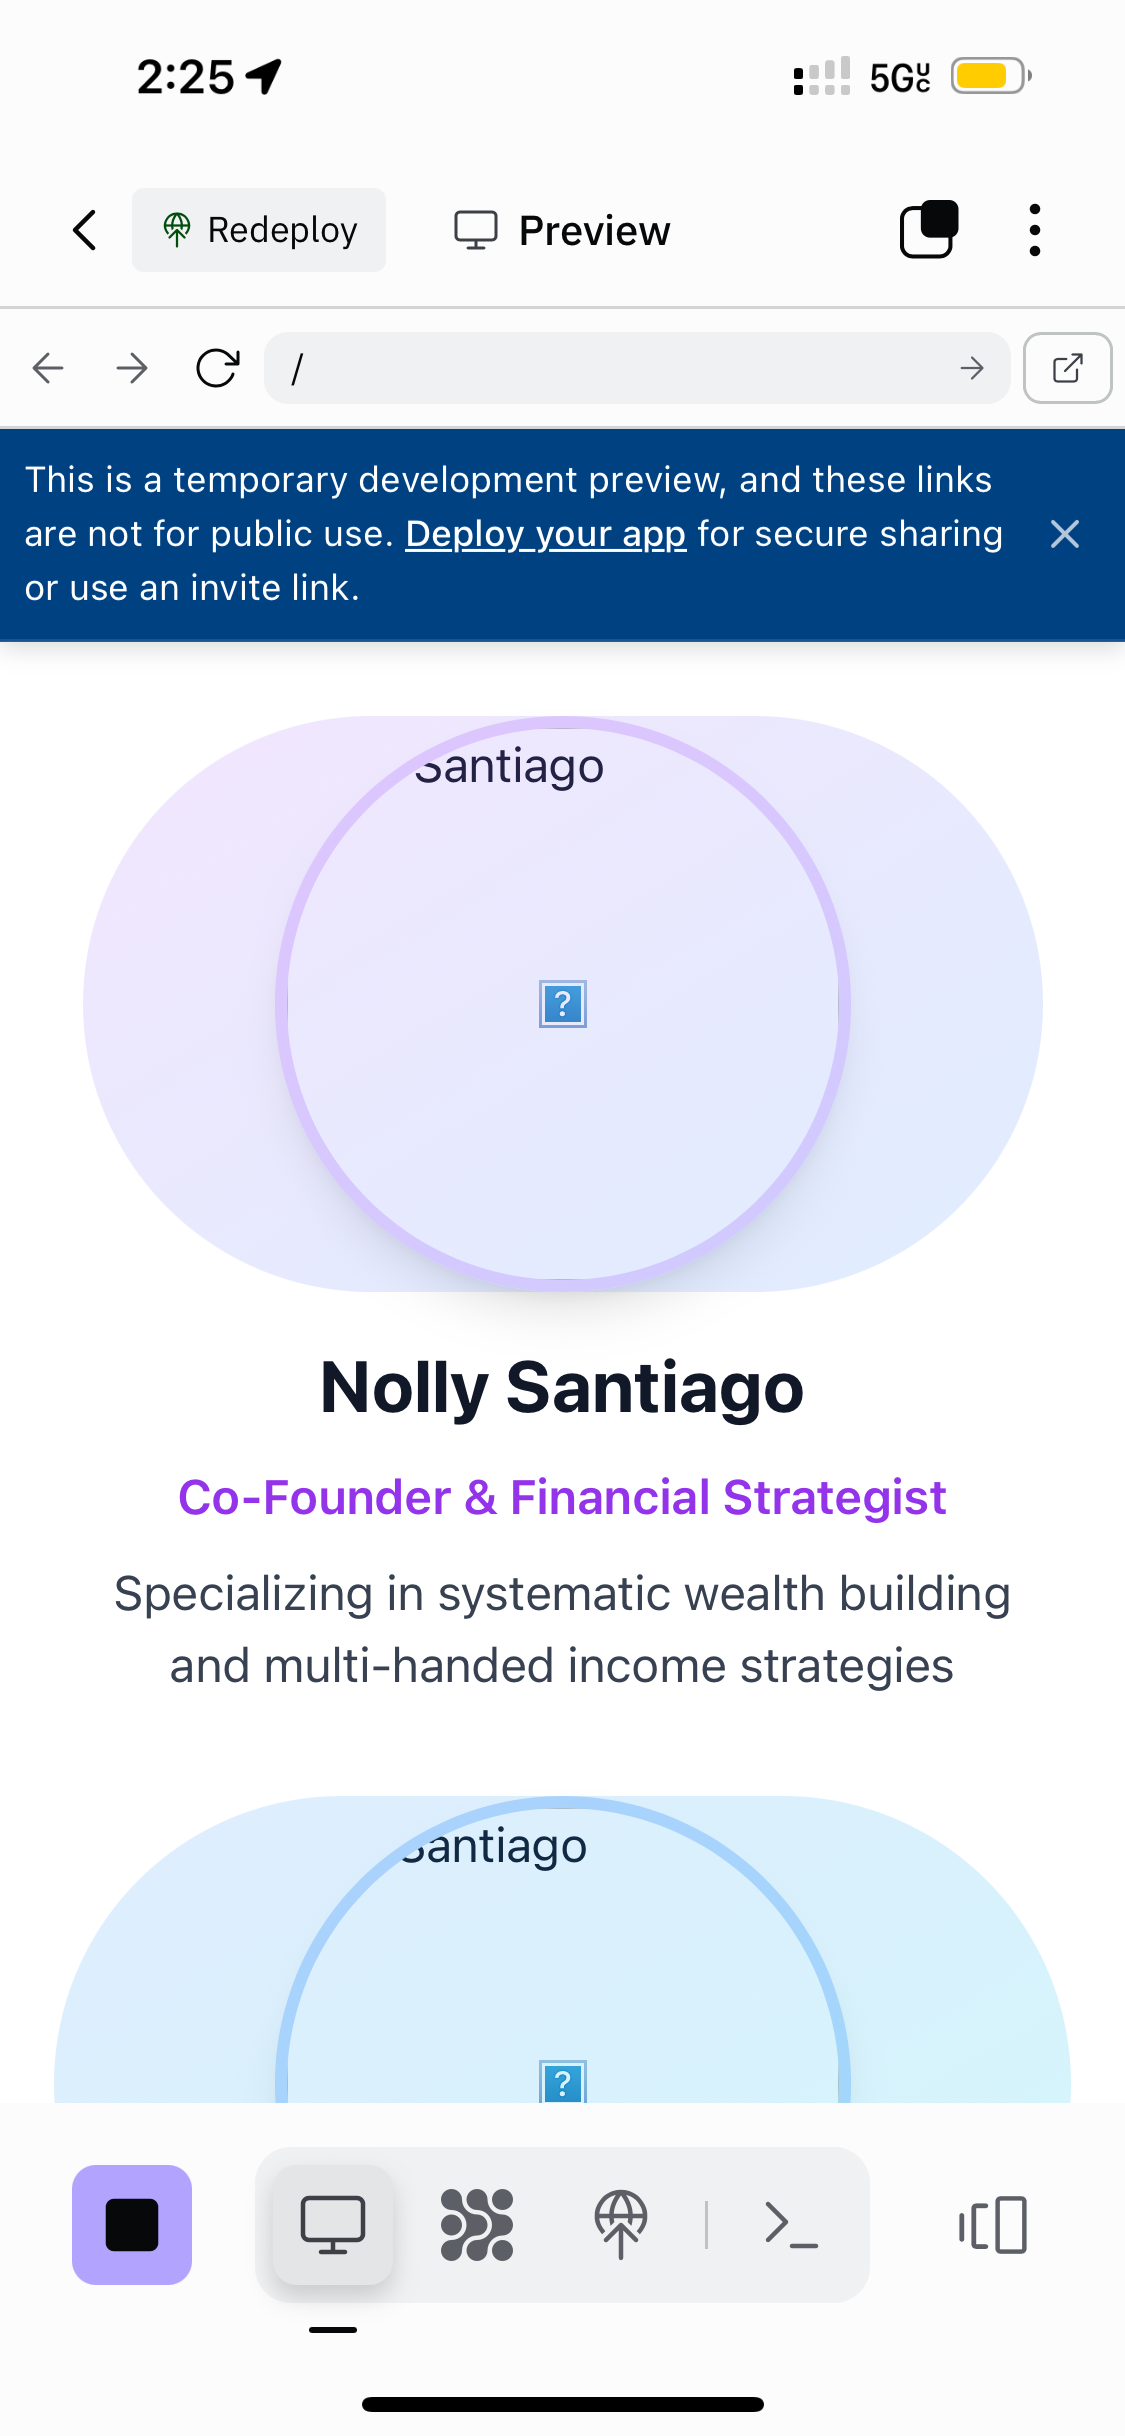 2:25
5GUC
Redeploy
Preview
/
This is a temporary development preview, and these links
are not for public use. Deploy your app for secure sharing
or use an invite link.
Santiago
?
Nolly Santiago
Co-Founder & Financial Strategist
Specializing in systematic wealth building
and multi-handed income strategies
Santiago
?